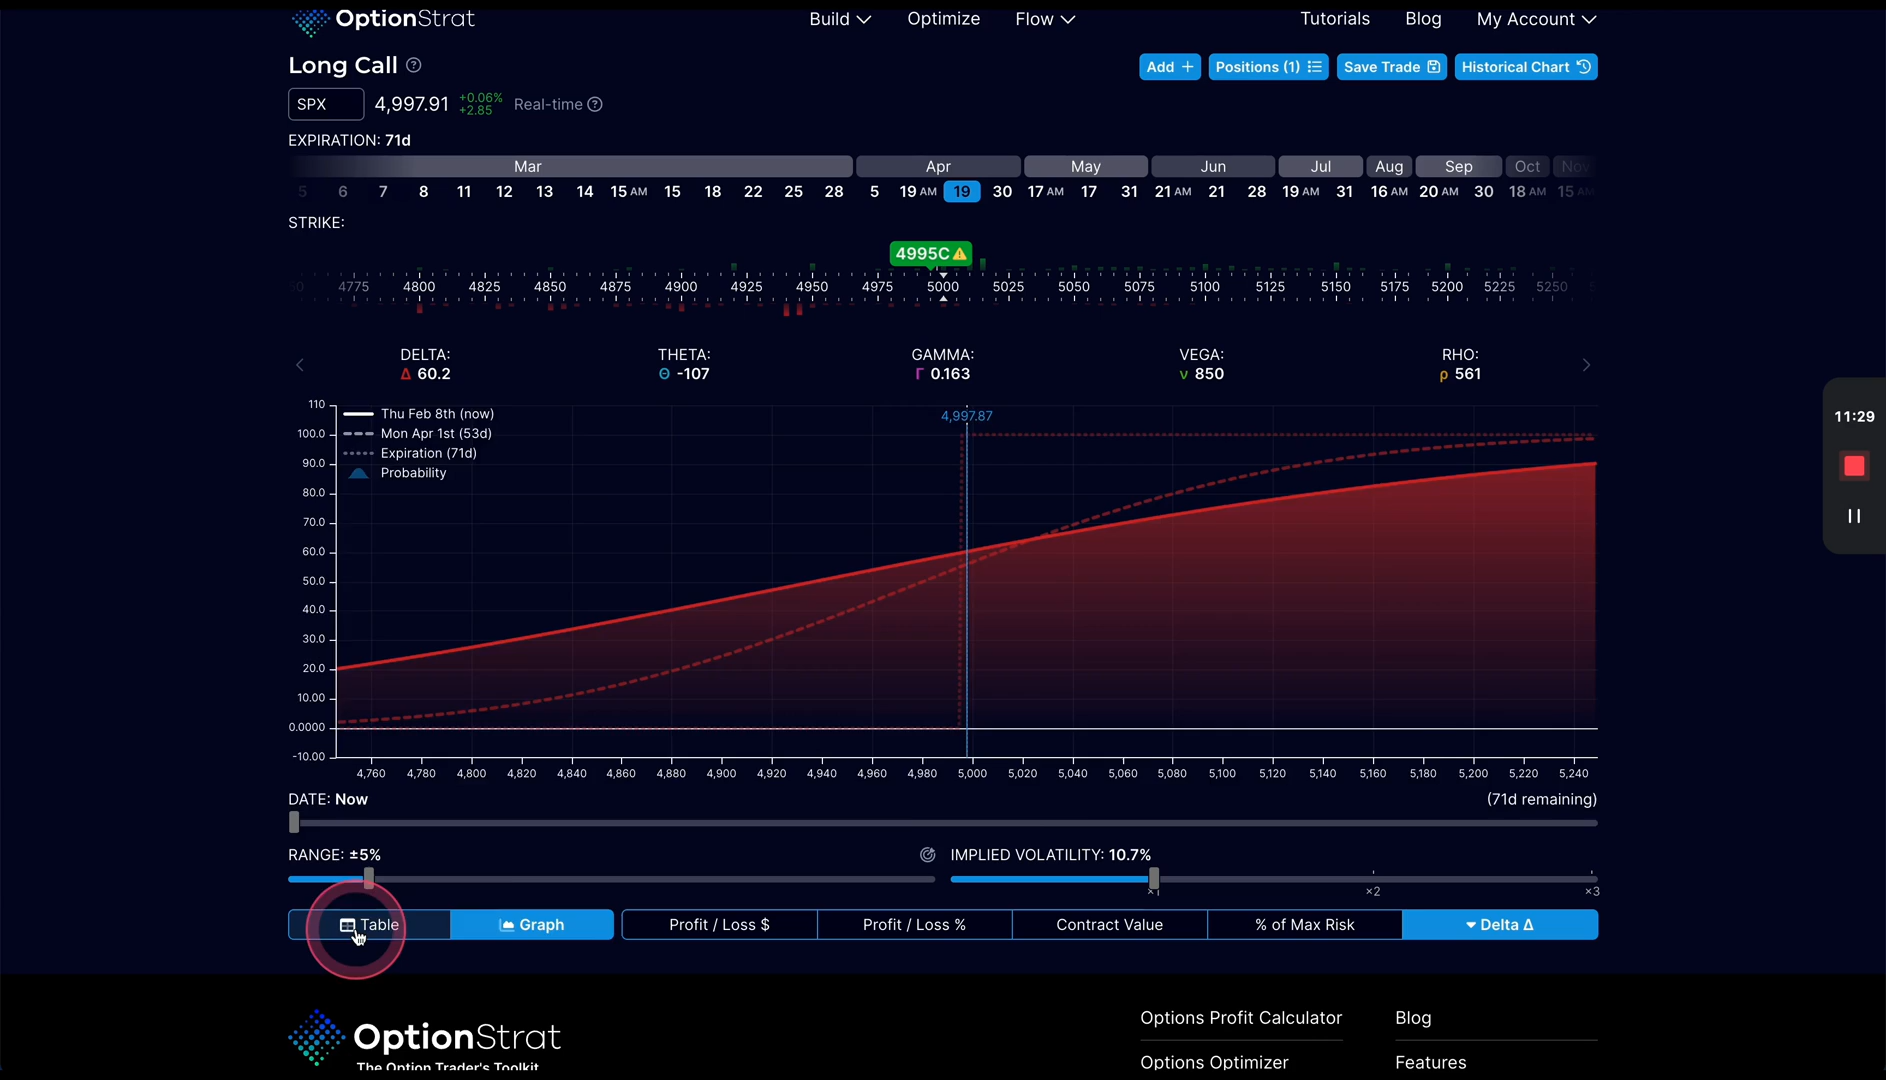 OptionStrat
Build Optimize Flow
Tutorials Blog My Account
Long Call ?
Add + Positions (1) Save Trade Historical Chart
SPX 4,997.91 +0.06% +2.85 Real-time ?
EXPIRATION: 71d
Mar Apr May Jun Jul Aug Sep Oct Nov
5 6 7 8 11 12 13 14 15 AM 15 18 22 25 28 5 19 AM 19 30 17 AM 17 31 21 AM 21 28 19 AM 31 16 AM 20 AM 30 18 AM 15 AM
STRIKE:
4995C
4775 4800 4825 4850 4875 4900 4925 4950 4975 5000 5025 5050 5075 5100 5125 5150 5175 5200 5225 5250
DELTA: THETA: GAMMA: VEGA: RHO:
Δ 60.2 Θ -107 Γ 0.163 ν 850 ρ 561
4,997.87
Thu Feb 8th (now)
Mon Apr 1st (53d)
Expiration (71d)
Probability
110
100.0
90.0
80.0
70.0
60.0
50.0
40.0
30.0
20.0
10.00
0.0000
-10.00
4,760 4,780 4,800 4,820 4,840 4,860 4,880 4,900 4,920 4,940 4,960 4,980 5,000 5,020 5,040 5,060 5,080 5,100 5,120 5,140 5,160 5,180 5,200 5,220 5,240
11:29
DATE: Now (71d remaining)
RANGE: ±5% IMPLIED VOLATILITY: 10.7%
×2 ×3
Table Graph Profit / Loss $ Profit / Loss % Contract Value % of Max Risk Delta Δ
OptionStrat
The Option Trader's Toolkit
Options Profit Calculator Blog
Options Optimizer Features